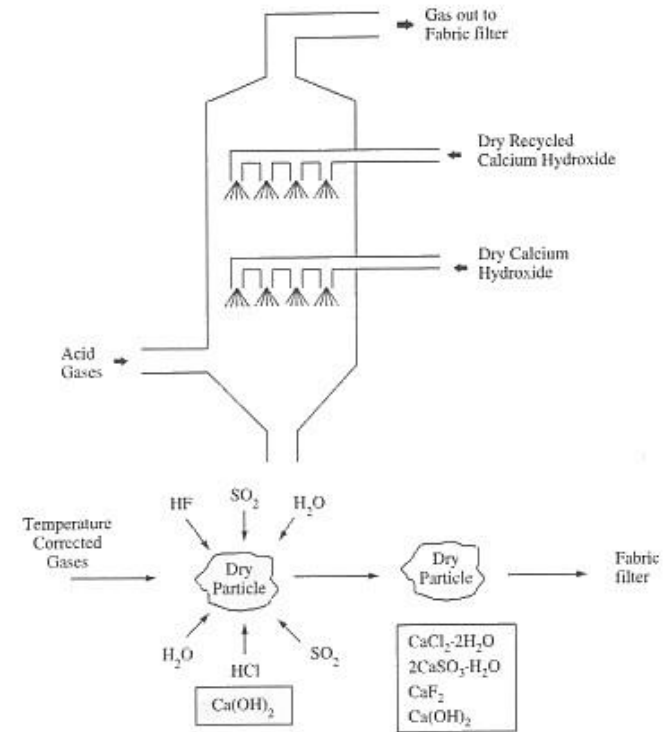 Gas out to
Fabric filter
Dry Recycled
Calcium Hydroxide
Dry Calcium
Hydroxide
Acid
Gases
HF
SO₂
H₂O
Temperature
Corrected
Gases
Dry
Particle
Dry
Particle
Fabric
filter
H₂O
HCl
SO₂
Ca(OH)₂
CaCl₂·2H₂O
2CaSO₃·H₂O
CaF₂
Ca(OH)₂